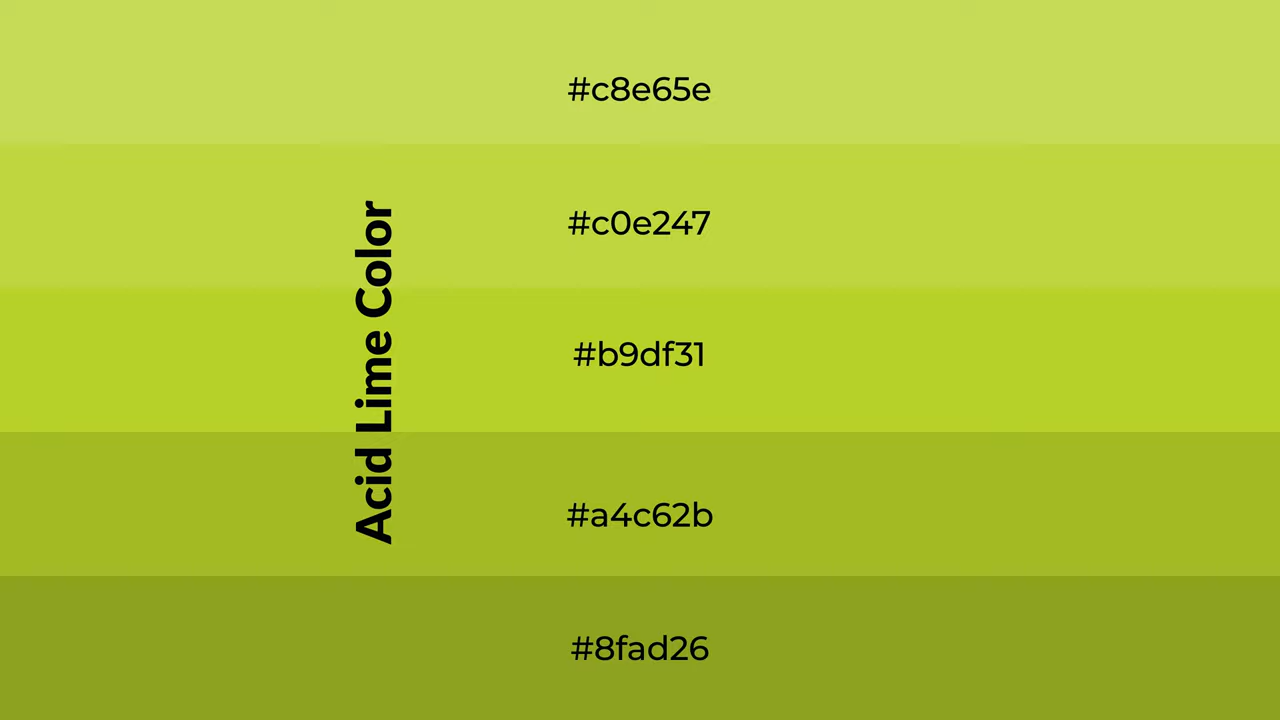 Acid Lime Color
#c8e65e
#c0e247
#b9df31
#a4c62b
#8fad26